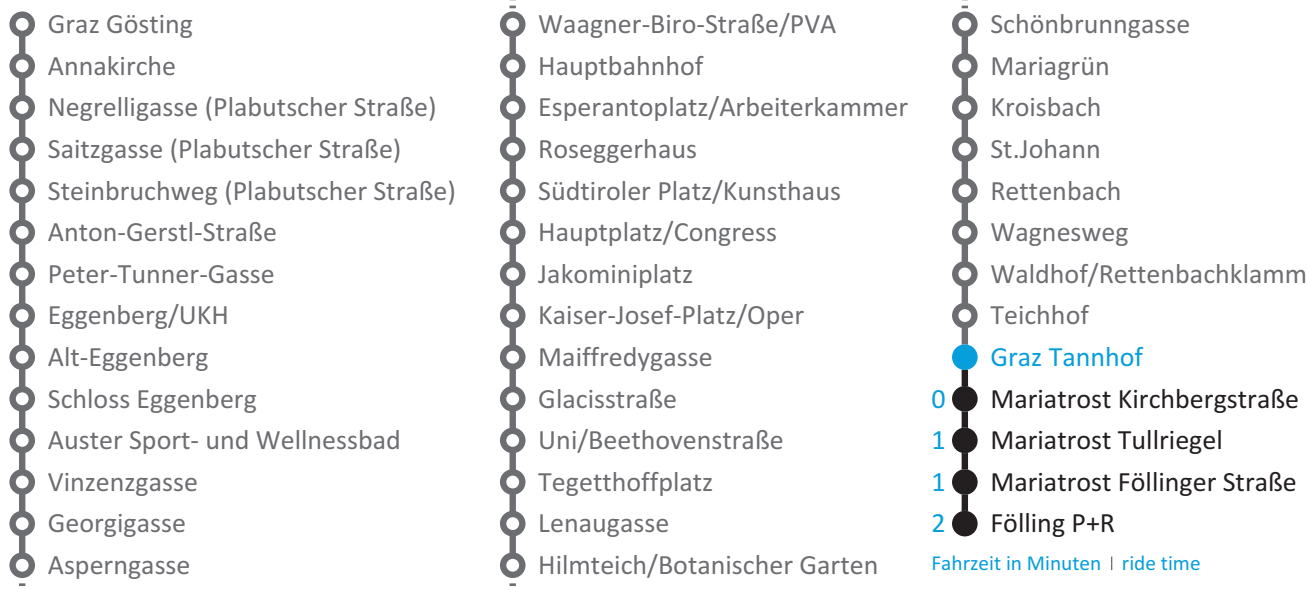 Graz Gösting
Annakirche
Negrelligasse (Plabutscher Straße)
Saitzgasse (Plabutscher Straße)
Steinbruchweg (Plabutscher Straße)
Anton-Gerstl-Straße
Peter-Tunner-Gasse
Eggenberg/UKH
Alt-Eggenberg
Schloss Eggenberg
Auster Sport- und Wellnessbad
Vinzenzgasse
Georgigasse
Asperngasse
Waagner-Biro-Straße/PVA
Hauptbahnhof
Esperantoplatz/Arbeiterkammer
Roseggerhaus
Südtiroler Platz/Kunsthaus
Hauptplatz/Congress
Jakominiplatz
Kaiser-Josef-Platz/Oper
Maiffredygasse
Glacisstraße
Uni/Beethovenstraße
Tegetthoffplatz
Lenaugasse
Hilmteich/Botanischer Garten
Schönbrunngasse
Mariagrün
Kroisbach
St.Johann
Rettenbach
Wagnesweg
Waldhof/Rettenbachklamm
Teichhof
Graz Tannhof
0 Mariatrost Kirchbergstraße
1 Mariatrost Tullriegel
1 Mariatrost Föllinger Straße
2 Fölling P+R
Fahrzeit in Minuten | ride time